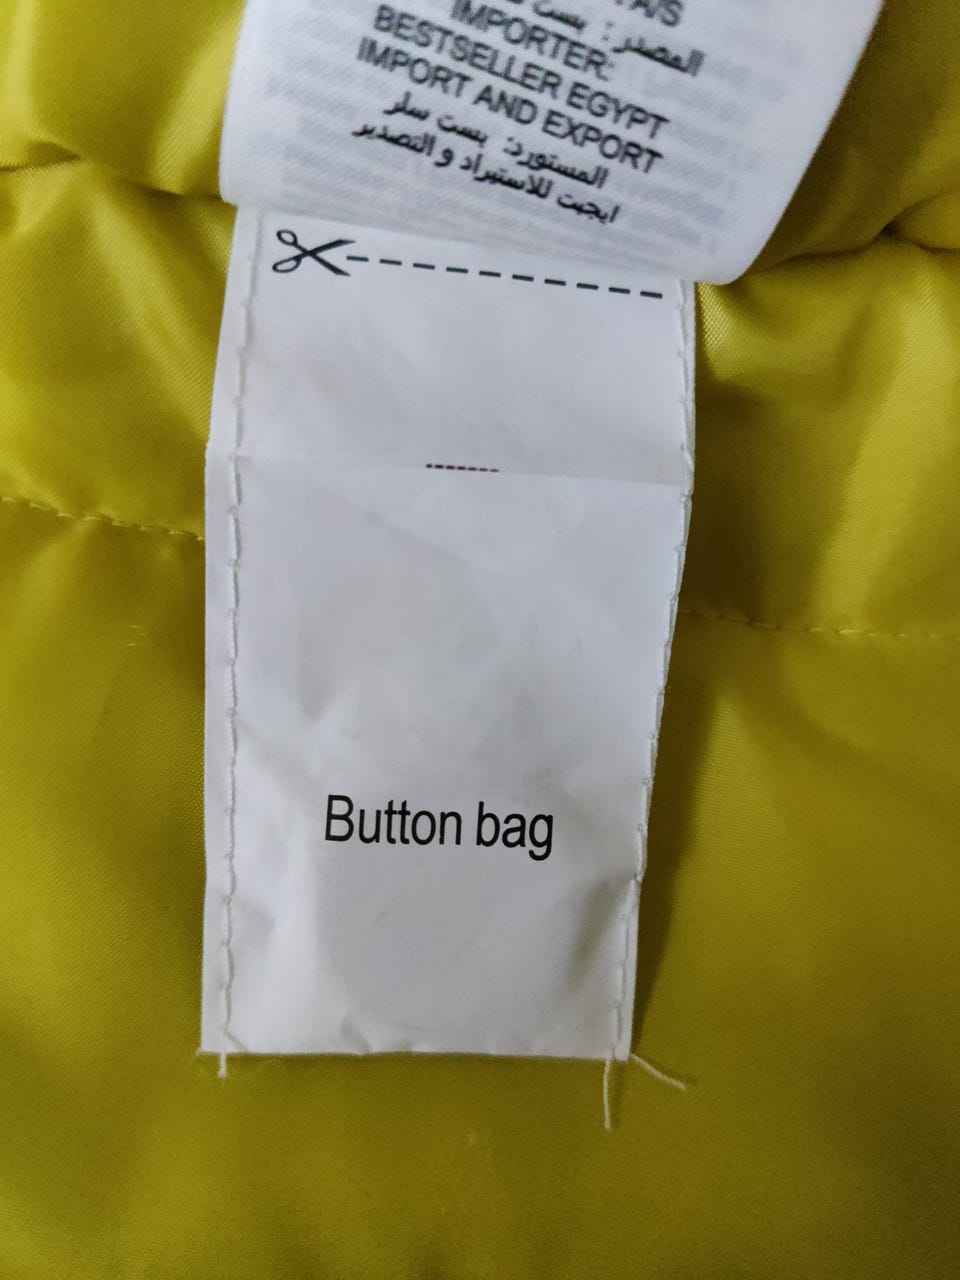 A/S
المصدر: بست
IMPORTER:
BESTSELLER EGYPT
IMPORT AND EXPORT
المستورد: بست سلر
ايجبت للاستيراد و التصدير
Button bag